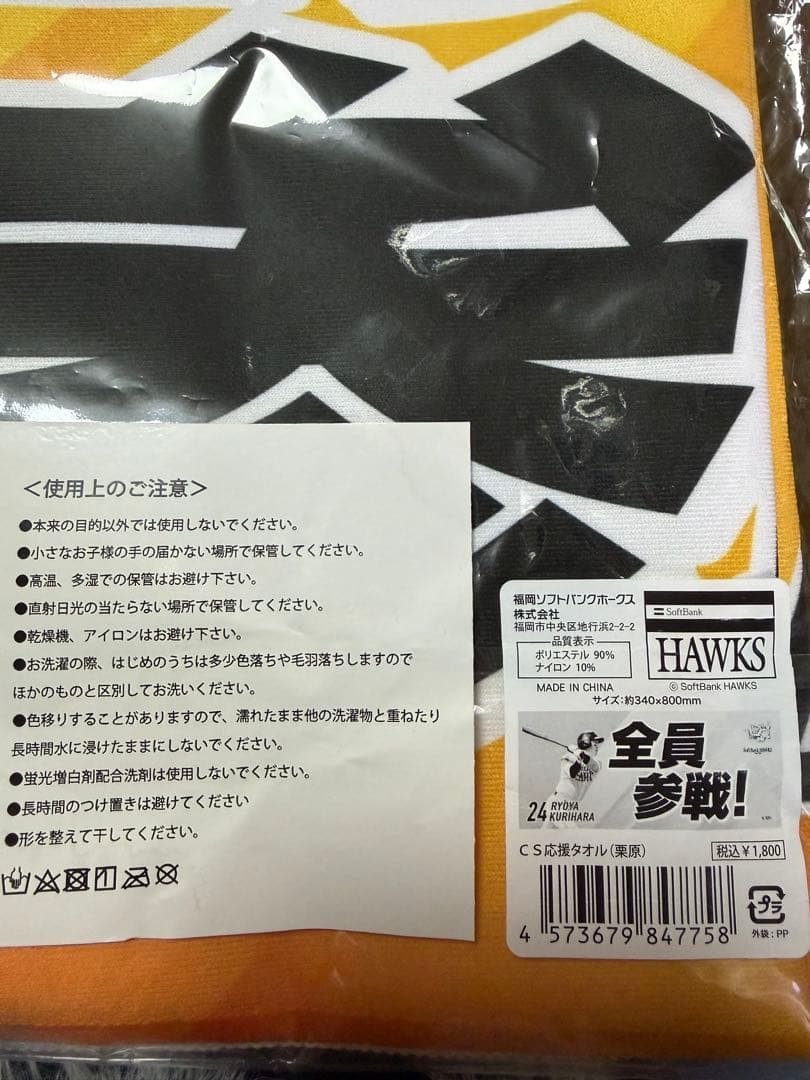 ＜使用上のご注意＞
●本来の目的以外では使用しないでください。
●小さなお子様の手の届かない場所で保管してください。
●高温、多湿での保管はお避け下さい。
●直射日光の当たらない場所で保管してください。
●乾燥機、アイロンはお避け下さい。
●お洗濯の際、はじめのうちは多少色落ちや毛羽落ちしますので
ほかのものと区別してお洗いください。
●色移りすることがありますので、濡れたまま他の洗濯物と重ねたり
長時間水に浸けたままにしないでください。
●蛍光増白剤配合洗剤は使用しないでください。
●長時間のつけ置きは避けてください
●形を整えて干してください。
福岡ソフトバンクホークス
株式会社
福岡市中央区地行浜2-2-2
品質表示
ポリエステル 90%
ナイロン 10%
SoftBank
HAWKS
MADE IN CHINA
© SoftBank HAWKS
サイズ：約340×800mm
全員
参戦!
24 RYOYA
KURIHARA
ＣＳ応援タオル（栗原）
税込￥1,800
4 573679 847758
プラ
外袋：PP